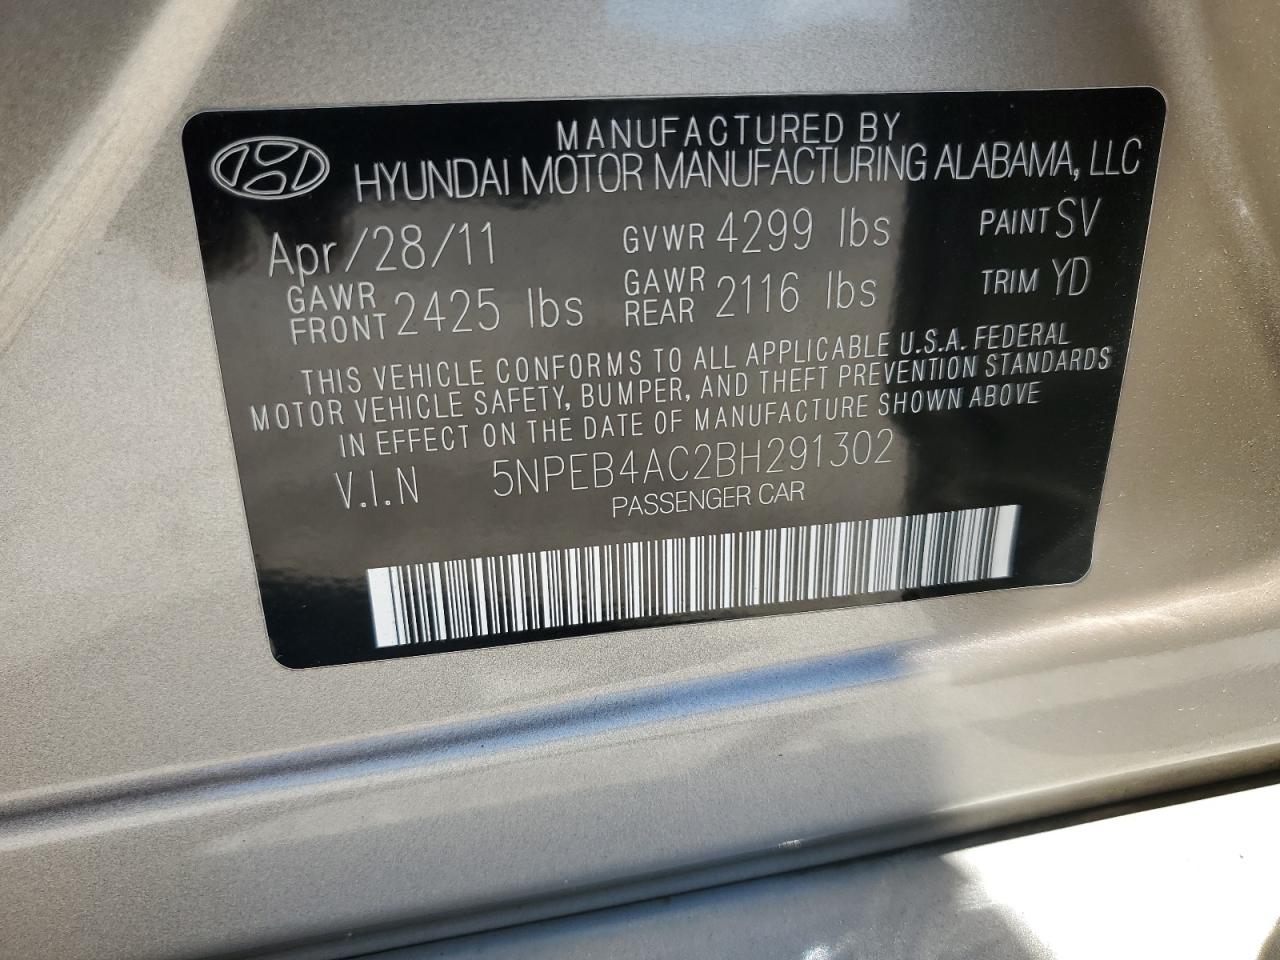 MANUFACTURED BY
HYUNDAI MOTOR MANUFACTURING ALABAMA, LLC
Apr/28/11 GVWR 4299 lbs PAINT SV
GAWR FRONT 2425 lbs GAWR REAR 2116 lbs TRIM YD
THIS VEHICLE CONFORMS TO ALL APPLICABLE U.S.A. FEDERAL
MOTOR VEHICLE SAFETY, BUMPER, AND THEFT PREVENTION STANDARDS
IN EFFECT ON THE DATE OF MANUFACTURE SHOWN ABOVE
V.I.N 5NPEB4AC2BH291302
PASSENGER CAR